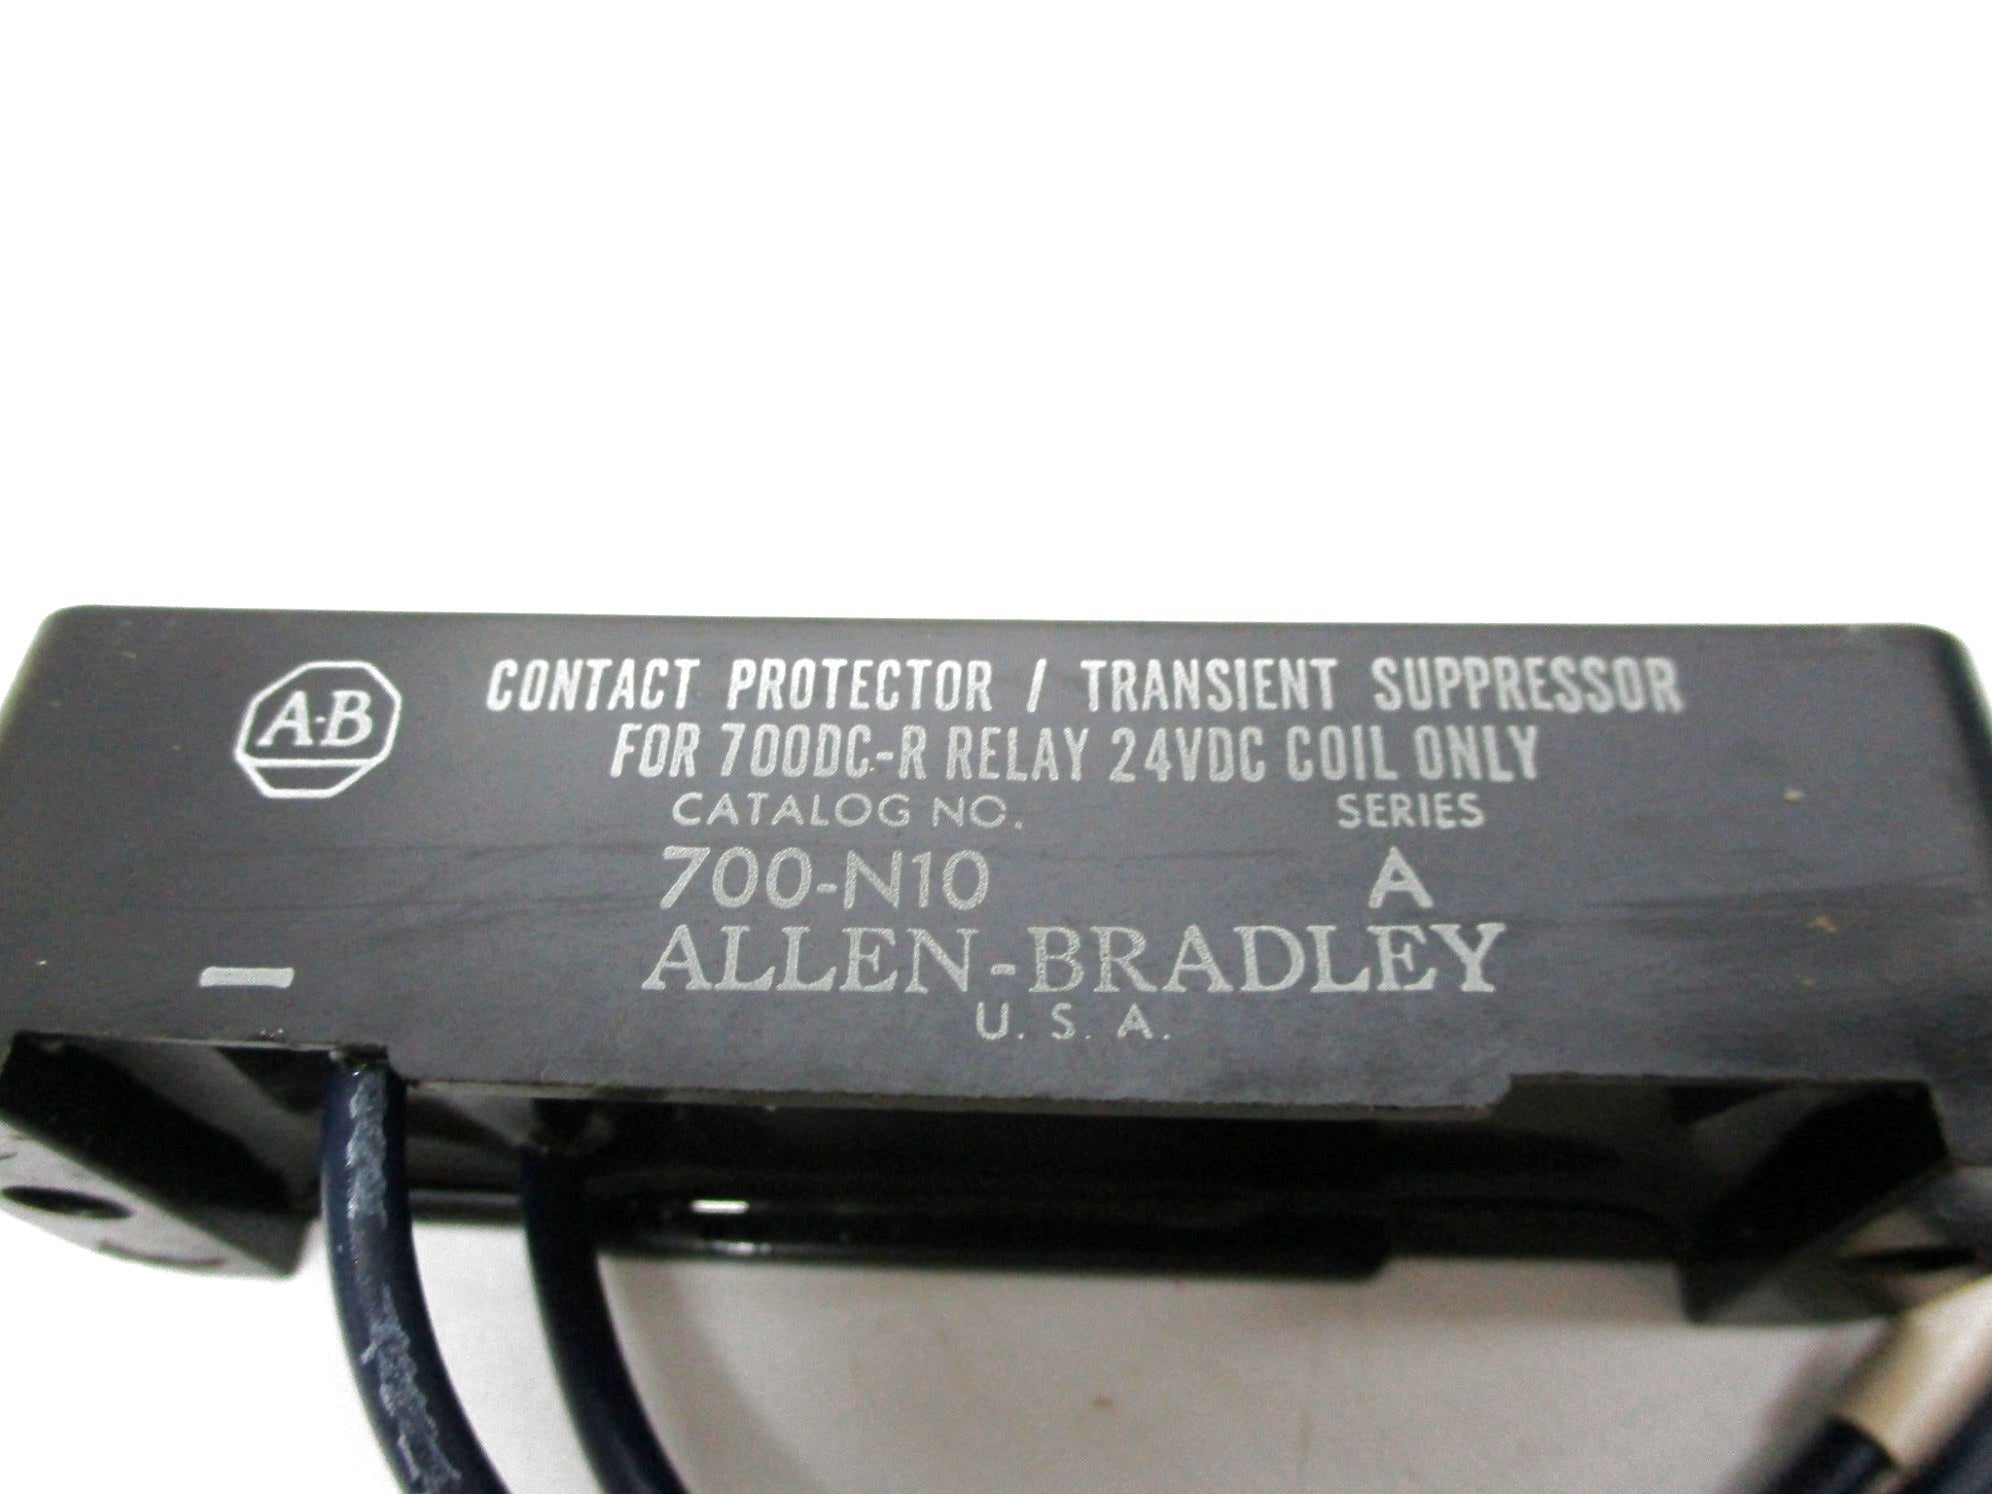 A-B
CONTACT PROTECTOR / TRANSIENT SUPPRESSOR
FOR 700DC-R RELAY 24VDC COIL ONLY
CATALOG NO. SERIES
700-N10 A
ALLEN-BRADLEY
U. S. A.
–